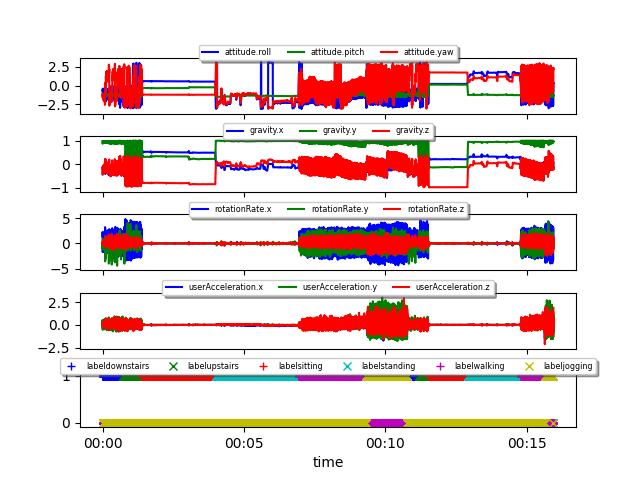 attitude.roll attitude.pitch attitude.yaw
2.5
0.0
−2.5
gravity.x gravity.y gravity.z
1
0
−1
rotationRate.x rotationRate.y rotationRate.z
5
0
−5
userAcceleration.x userAcceleration.y userAcceleration.z
2.5
0.0
−2.5
labeldownstairs labelupstairs labelsitting labelstanding labelwalking labeljogging
1
0
00:00 00:05 00:10 00:15
time